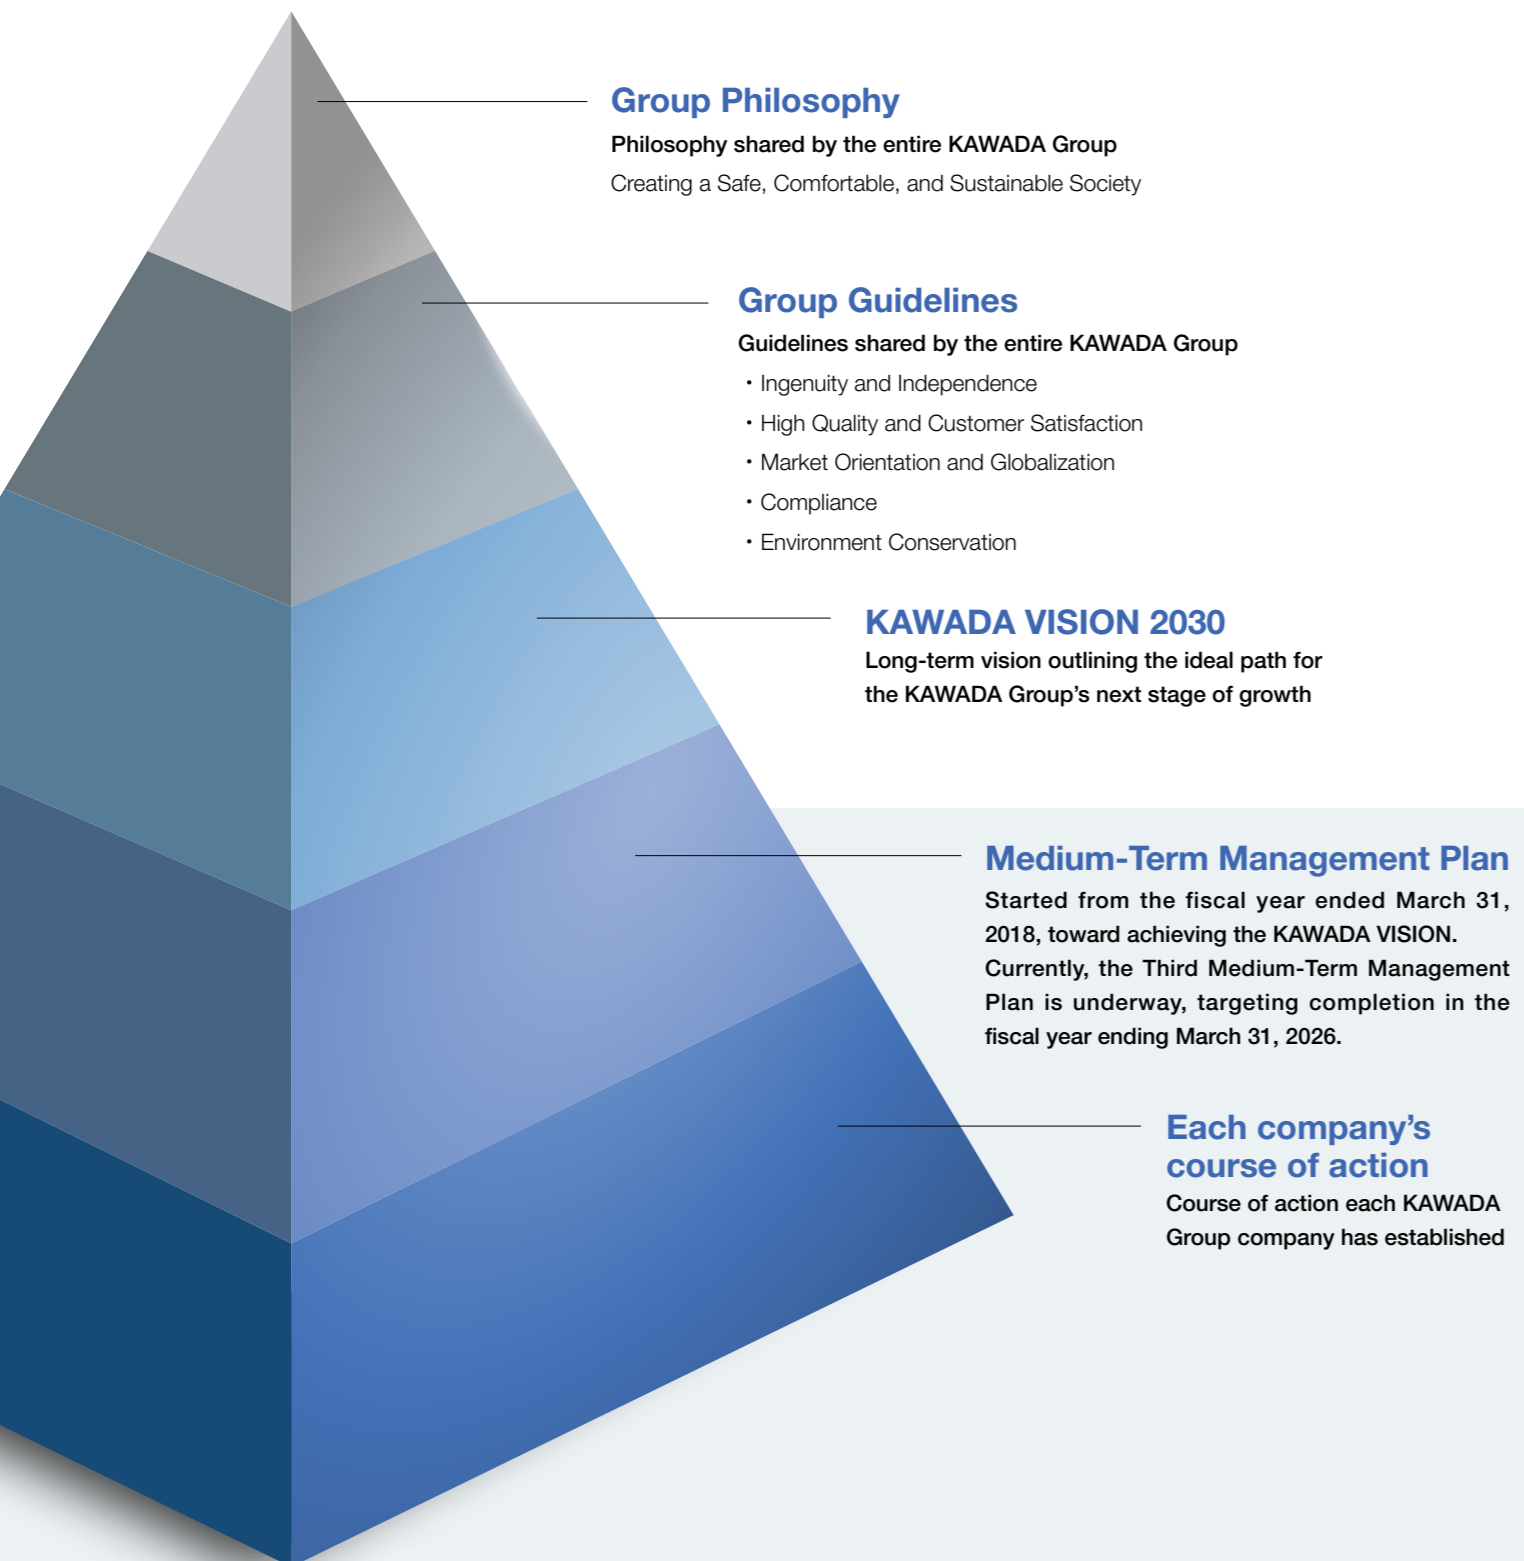 Group Philosophy
Philosophy shared by the entire KAWADA Group
Creating a Safe, Comfortable, and Sustainable Society
Group Guidelines
Guidelines shared by the entire KAWADA Group
・Ingenuity and Independence
・High Quality and Customer Satisfaction
・Market Orientation and Globalization
・Compliance
・Environment Conservation
KAWADA VISION 2030
Long-term vision outlining the ideal path for
the KAWADA Group’s next stage of growth
Medium-Term Management Plan
Started from the fiscal year ended March 31,
2018, toward achieving the KAWADA VISION.
Currently, the Third Medium-Term Management
Plan is underway, targeting completion in the
fiscal year ending March 31, 2026.
Each company’s
course of action
Course of action each KAWADA
Group company has established